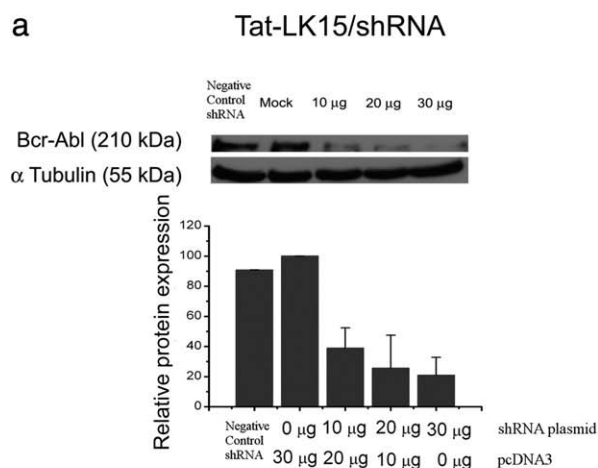 a
Tat-LK15/shRNA
Negative
Control
shRNA
Mock 10 µg 20 µg 30 µg
Bcr-Abl (210 kDa)
α Tubulin (55 kDa)
Relative protein expression
120
100
80
60
40
20
0
Negative
Control
shRNA
0 µg 10 µg 20 µg 30 µg shRNA plasmid
30 µg 20 µg 10 µg 0 µg pcDNA3